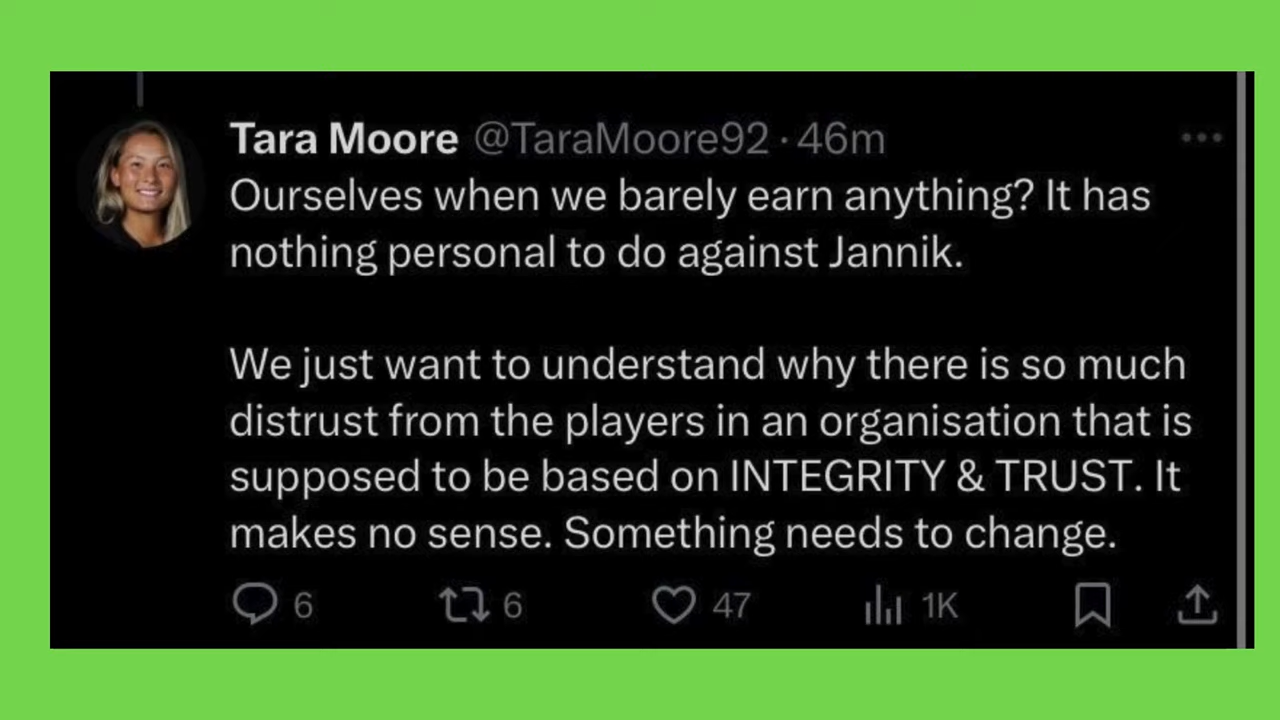 Tara Moore @TaraMoore92 · 46m
Ourselves when we barely earn anything? It has
nothing personal to do against Jannik.
We just want to understand why there is so much
distrust from the players in an organisation that is
supposed to be based on INTEGRITY & TRUST. It
makes no sense. Something needs to change.
6 6 47 1K